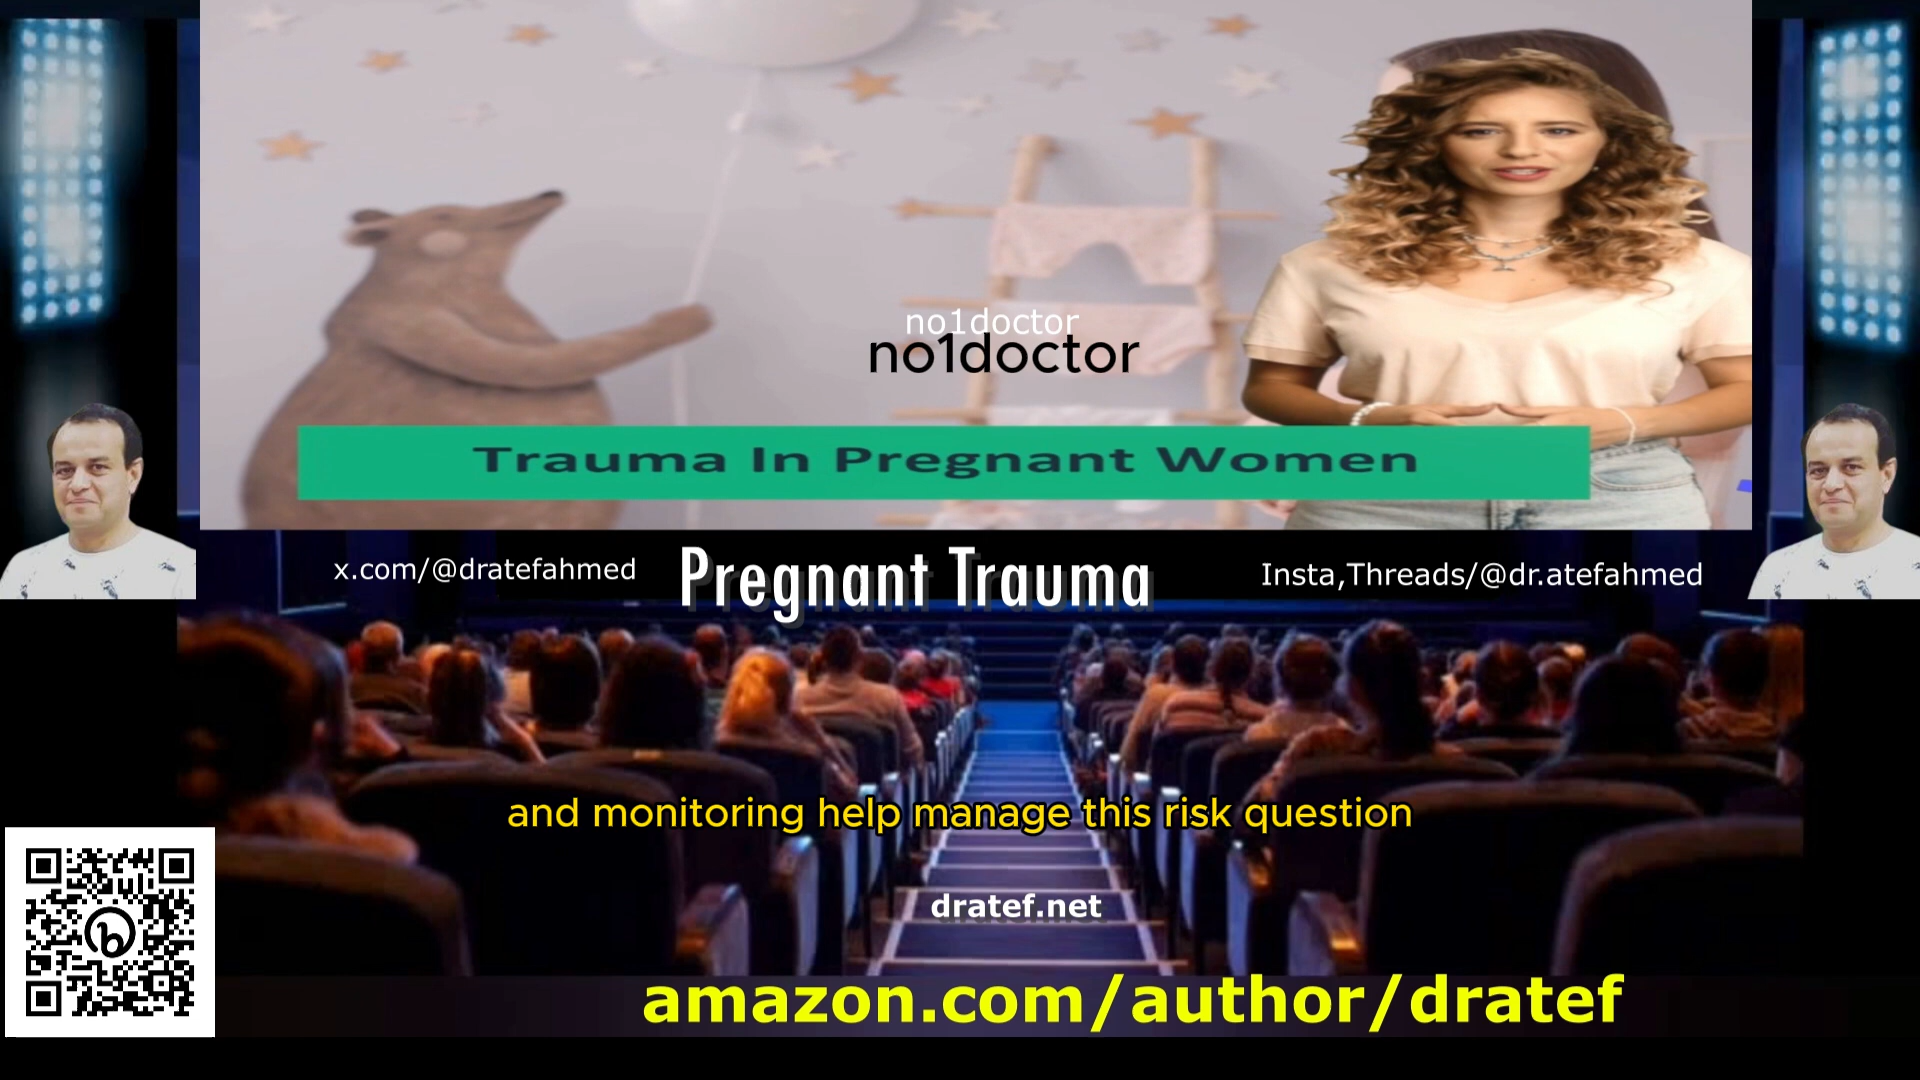 no1doctor
no1doctor
Trauma In Pregnant Women
x.com/@dratefahmed
Pregnant Trauma
Insta,Threads/@dr.atefahmed
and monitoring help manage this risk question
dratef.net
amazon.com/author/dratef